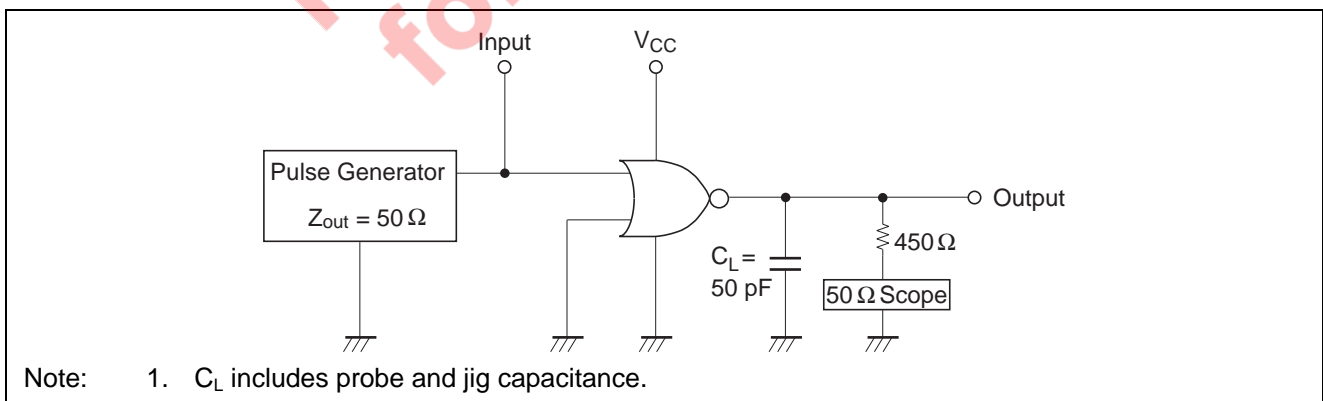 for
Input
VCC
Pulse Generator
Zout = 50 Ω
Output
450 Ω
CL =
50 pF
50 Ω Scope
Note: 1. CL includes probe and jig capacitance.